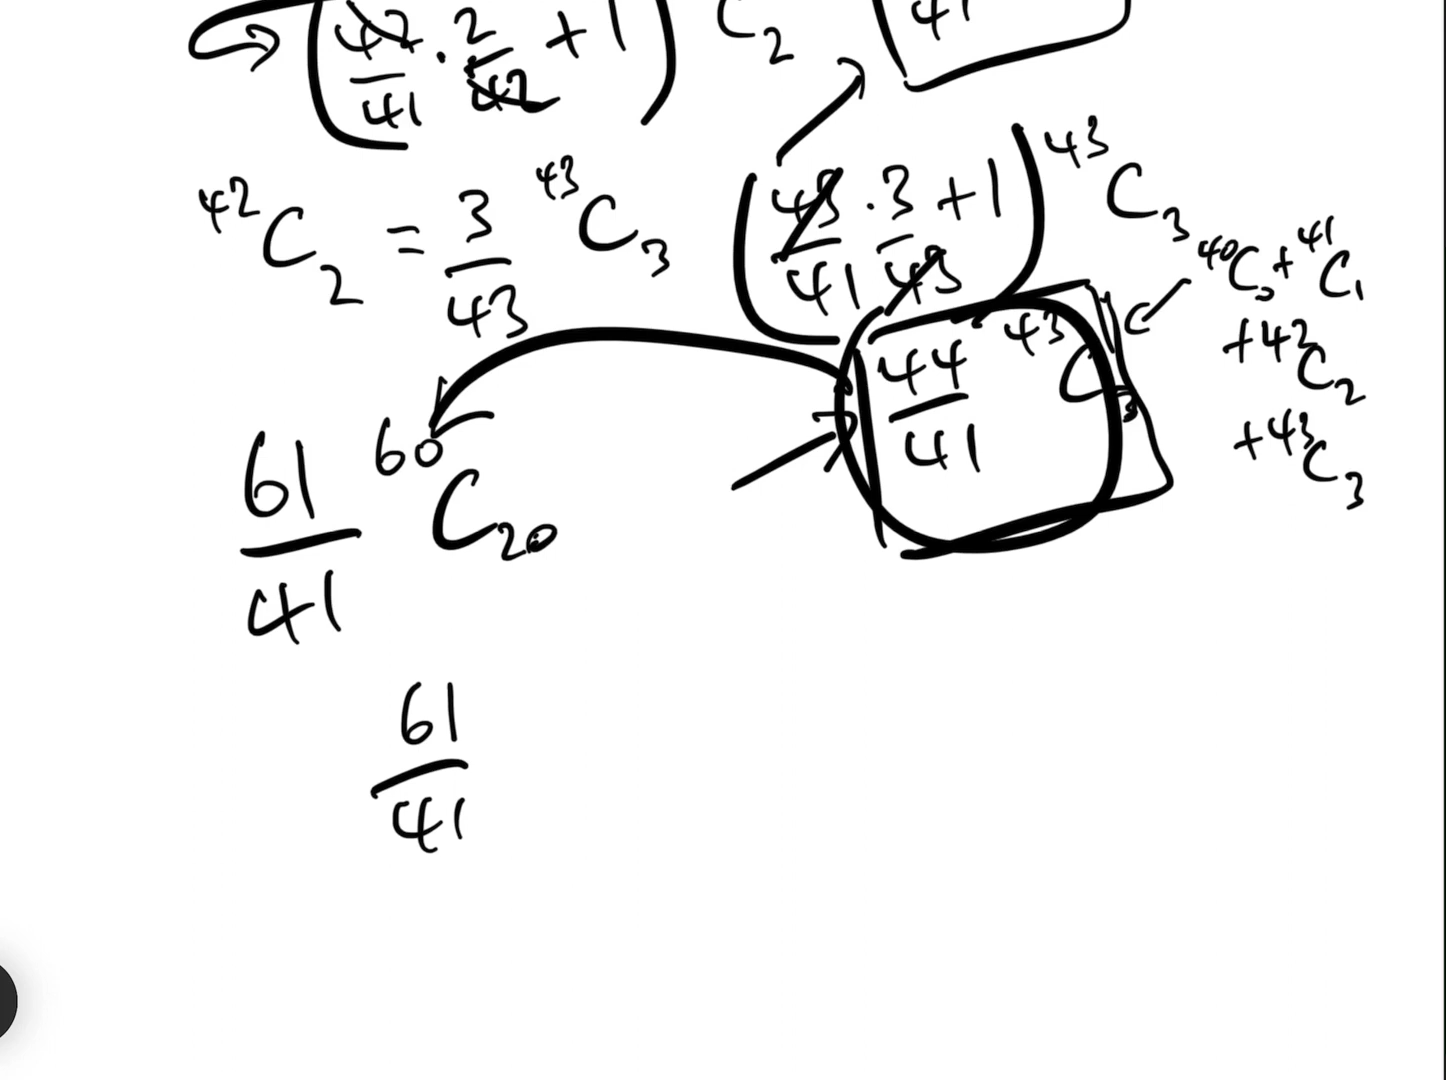 (42/41 · 2/42 + 1) C₂ 41
⁴²C₂ = 3/43 ⁴³C₃ (43/41 · 3/43 + 1) ⁴³C₃
44/41 ⁴³C₃ ⁴⁰C₀ + ⁴¹C₁
+ ⁴²C₂
+ ⁴³C₃
61/41 ⁶⁰C₂₀
61/41